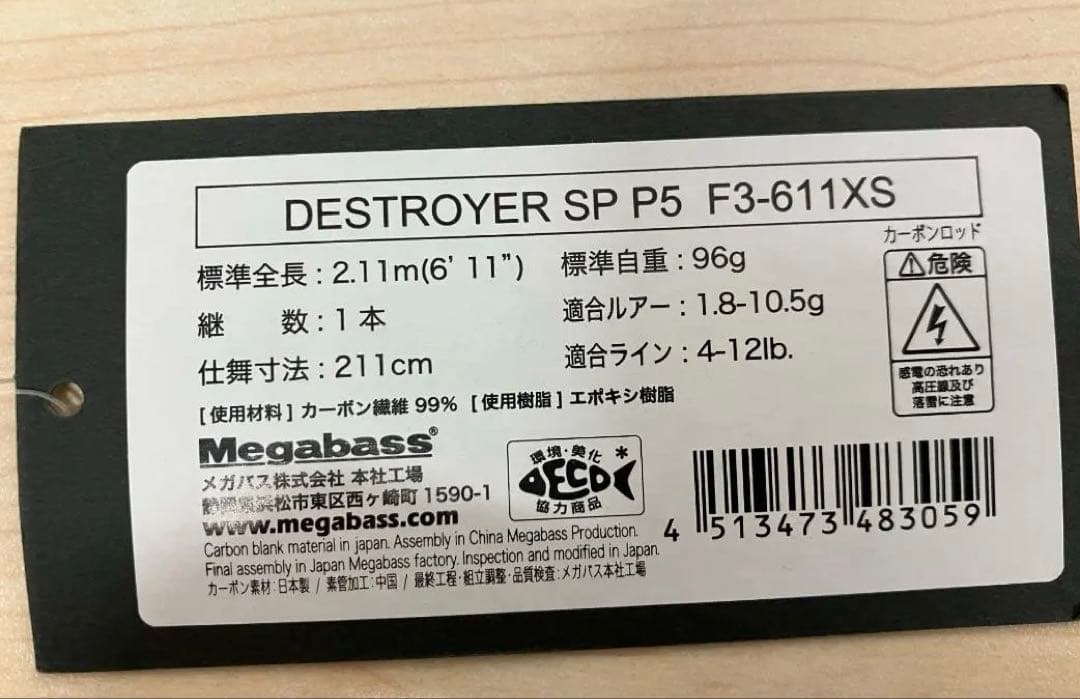 DESTROYER SP P5 F3-611XS
標準全長：2.11m(6' 11")
標準自重：96g
継　数：1本
適合ルアー：1.8-10.5g
仕舞寸法：211cm
適合ライン：4-12lb.
[使用材料] カーボン繊維 99% [使用樹脂] エポキシ樹脂
カーボンロッド
⚠危険
感電の恐れあり
高圧線及び
落雷に注意
Megabass®
メガバス株式会社 本社工場
静岡県浜松市東区西ヶ崎町 1590-1
www.megabass.com
環境・美化 *
DECO
協力商品
4 513473 483059
Carbon blank material in japan. Assembly in China Megabass Production.
Final assembly in Japan Megabass factory. Inspection and modified in Japan.
カーボン素材：日本製 / 素管加工：中国 / 最終工程・組立調整・品質検査：メガバス本社工場